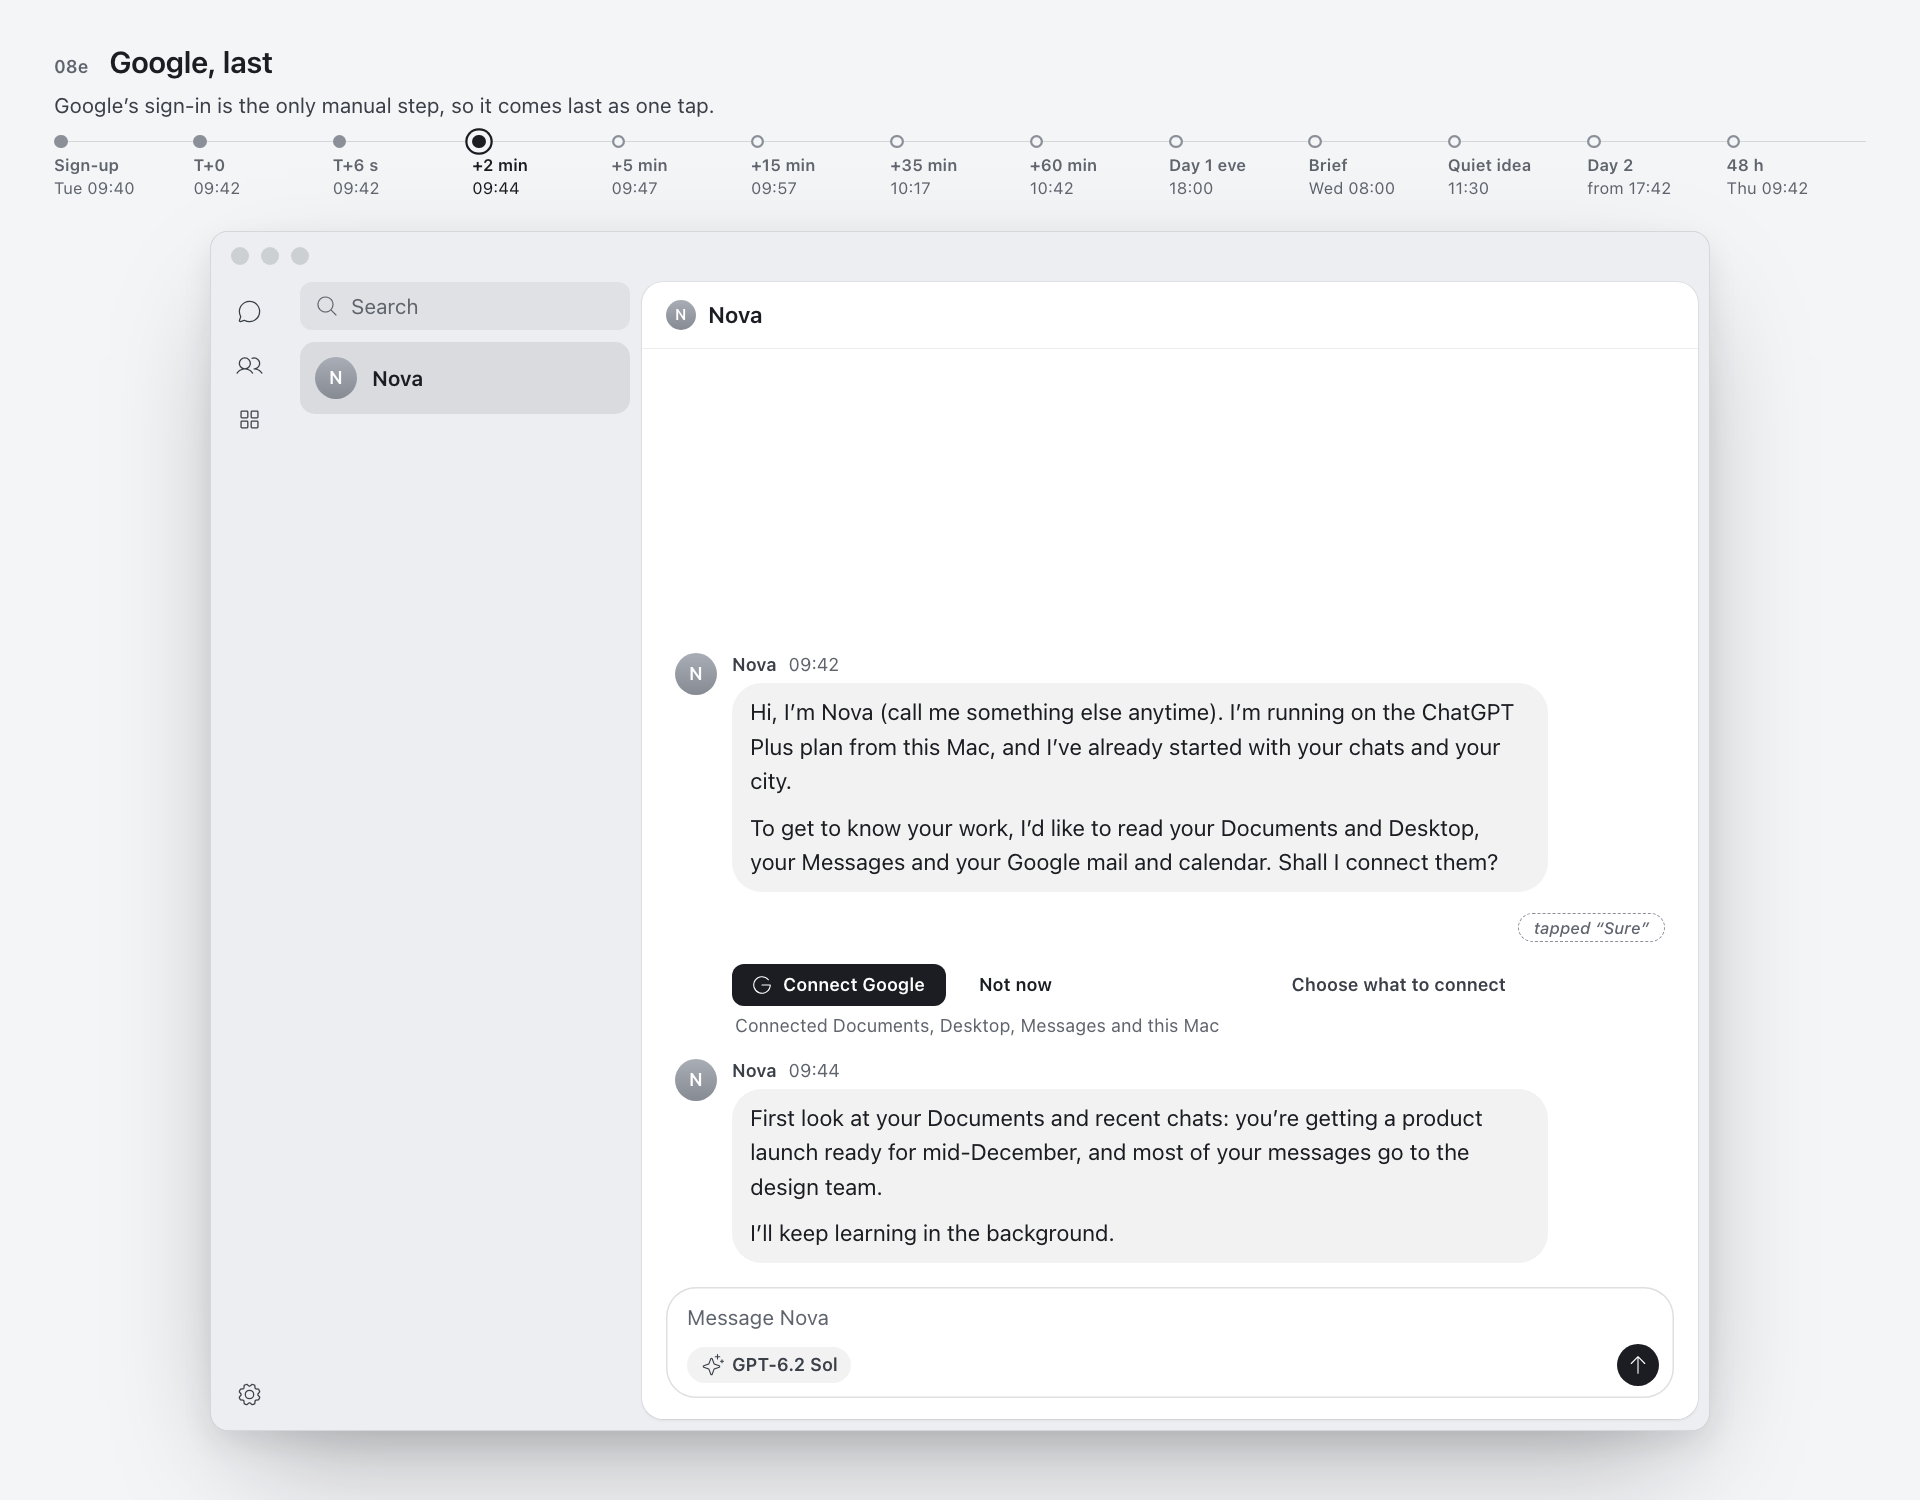 08e Google, last
Google’s sign-in is the only manual step, so it comes last as one tap.
Sign-up
Tue 09:40
T+0
09:42
T+6 s
09:42
+2 min
09:44
+5 min
09:47
+15 min
09:57
+35 min
10:17
+60 min
10:42
Day 1 eve
18:00
Brief
Wed 08:00
Quiet idea
11:30
Day 2
from 17:42
48 h
Thu 09:42
Search
N Nova
N Nova
N Nova 09:42
Hi, I’m Nova (call me something else anytime). I’m running on the ChatGPT
Plus plan from this Mac, and I’ve already started with your chats and your
city.
To get to know your work, I’d like to read your Documents and Desktop,
your Messages and your Google mail and calendar. Shall I connect them?
tapped “Sure”
Connect Google Not now Choose what to connect
Connected Documents, Desktop, Messages and this Mac
N Nova 09:44
First look at your Documents and recent chats: you’re getting a product
launch ready for mid-December, and most of your messages go to the
design team.
I’ll keep learning in the background.
Message Nova
GPT-6.2 Sol